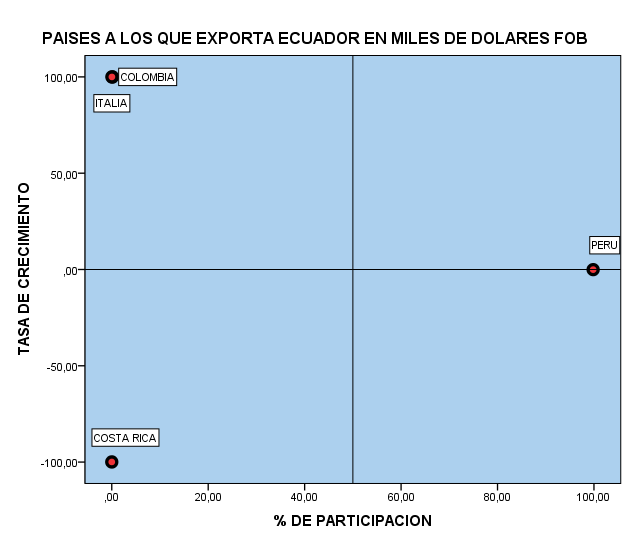 PAISES A LOS QUE EXPORTA ECUADOR EN MILES DE DOLARES FOB
100,00
COLOMBIA
ITALIA
50,00
PERU
,00
TASA DE CRECIMIENTO
-50,00
COSTA RICA
-100,00
,00 20,00 40,00 60,00 80,00 100,00
% DE PARTICIPACION